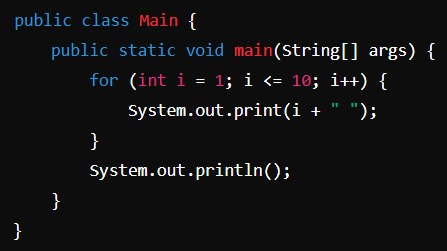 public class Main {
    public static void main(String[] args) {
        for (int i = 1; i <= 10; i++) {
            System.out.print(i + " ");
        }
        System.out.println();
    }
}